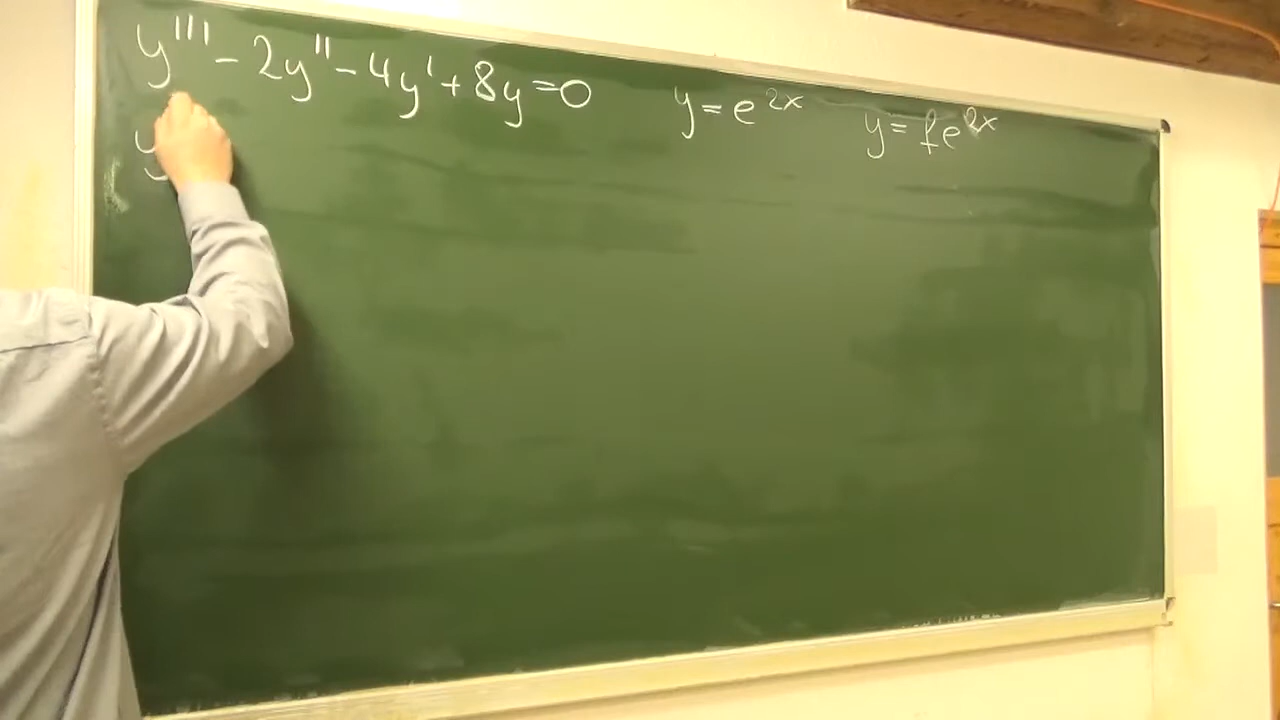 y''' - 2y'' - 4y' + 8y = 0 y = e^{2x} y = fe^{2x}
y